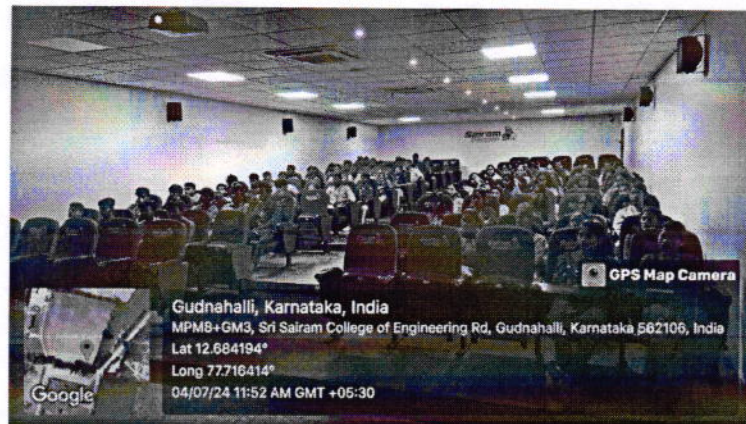 Sairam
GPS Map Camera
Gudnahalli, Karnataka, India
MPM8+GM3, Sri Sairam College of Engineering Rd, Gudnahalli, Karnataka 562106, India
Lat 12.684194°
Long 77.716414°
04/07/24 11:52 AM GMT +05:30
Google